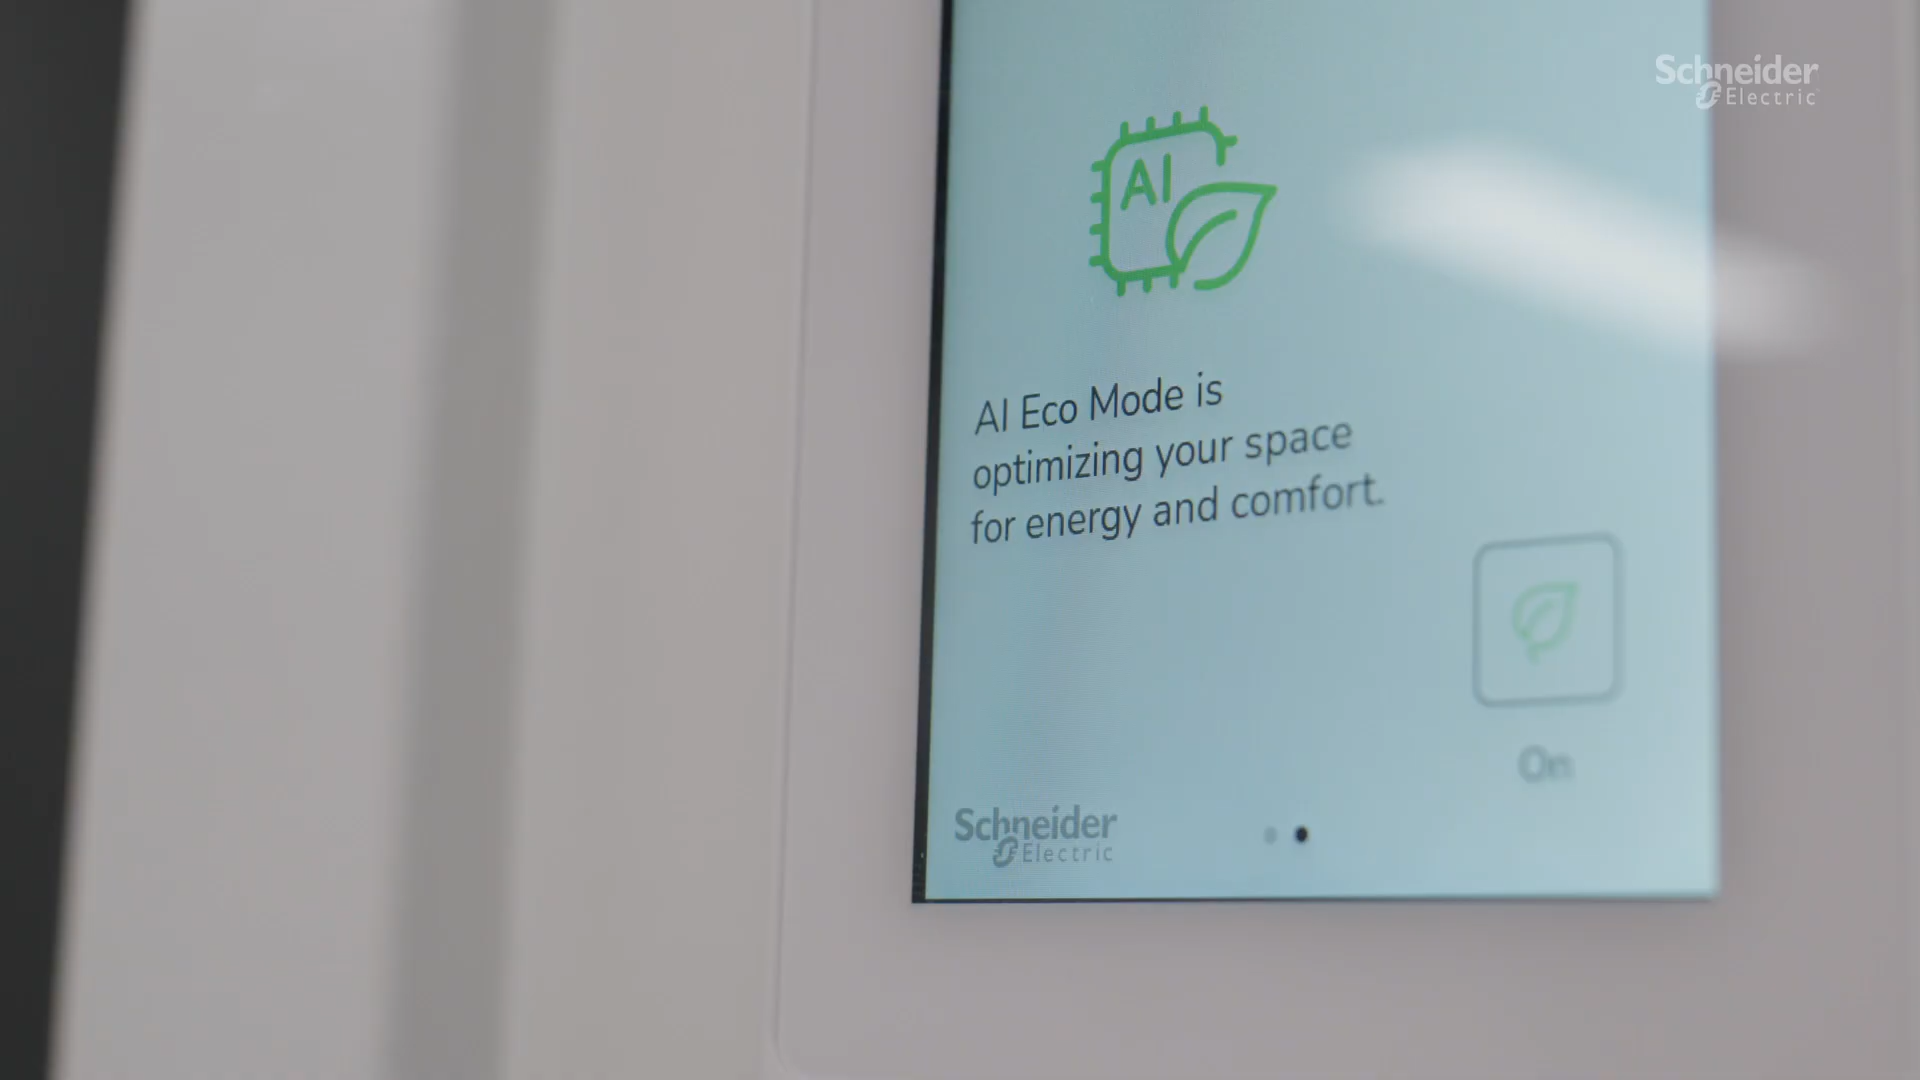 Schneider
Electric
AI
AI Eco Mode is
optimizing your space
for energy and comfort.
On
Schneider
Electric